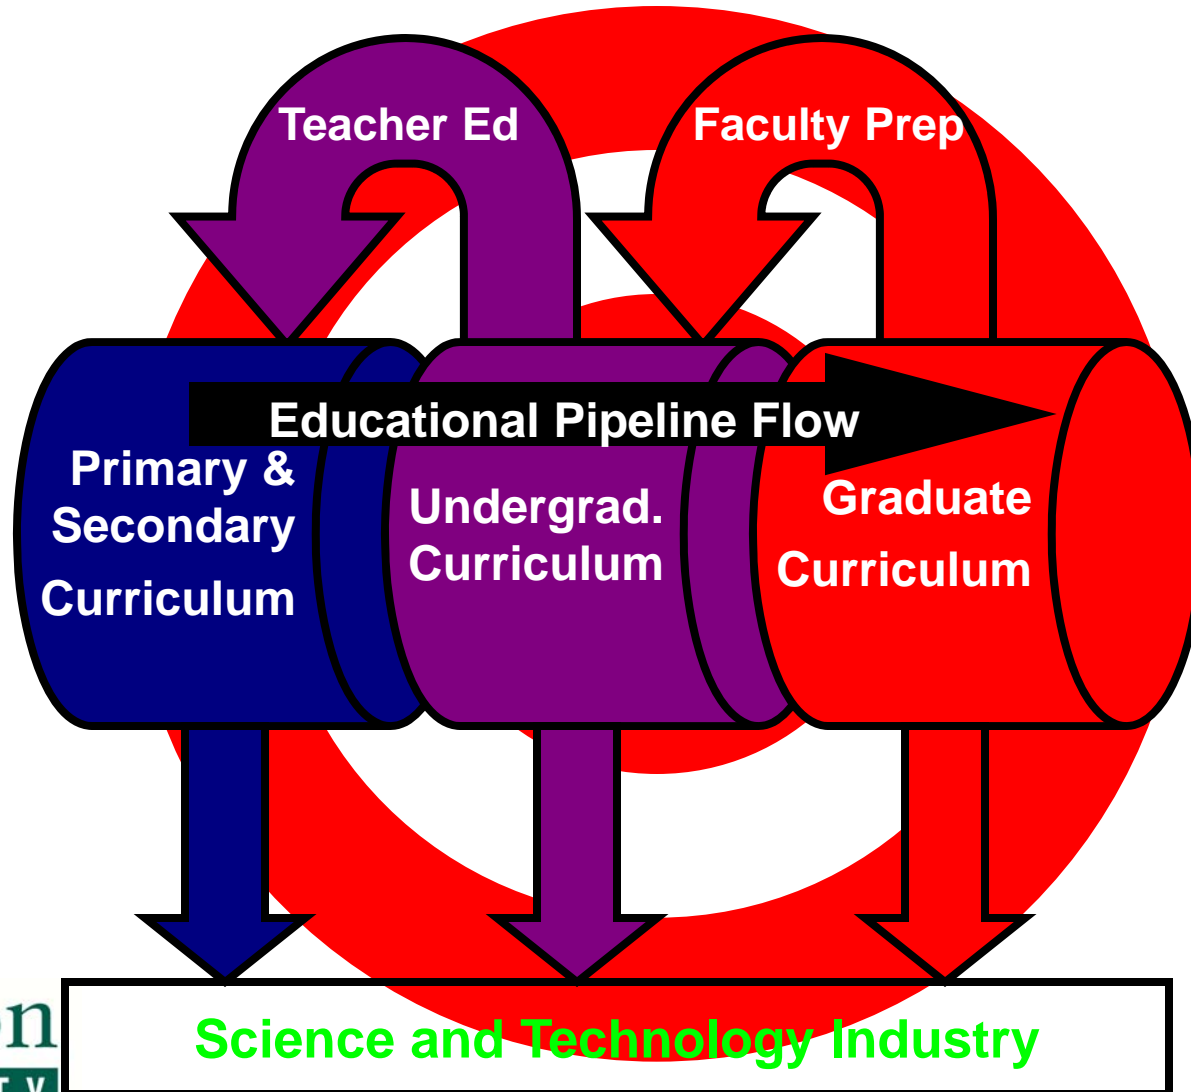 Teacher Ed
Faculty Prep
Educational Pipeline Flow
Primary &
Secondary
Curriculum
Undergrad.
Curriculum
Graduate
Curriculum
Science and Technology Industry